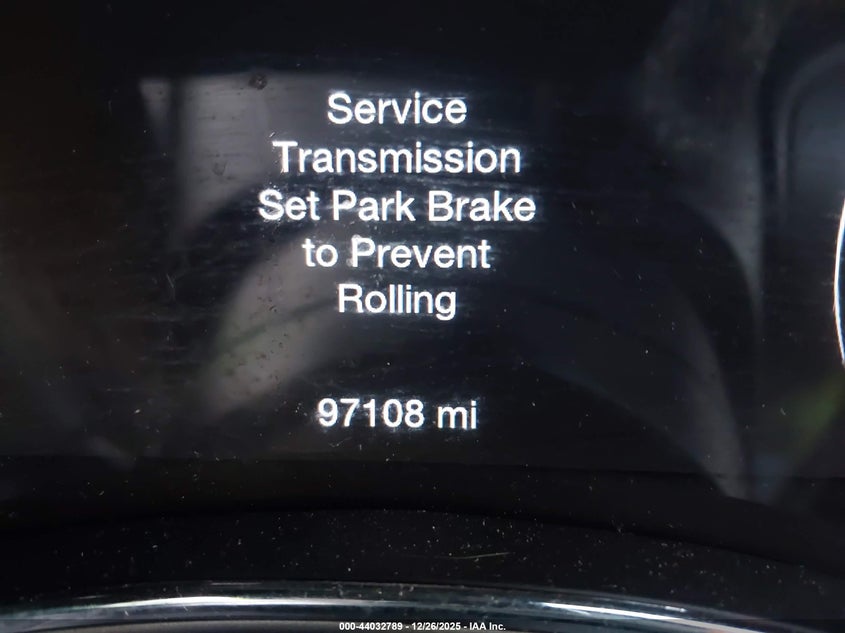 Service
Transmission
Set Park Brake
to Prevent
Rolling
97108 mi
000-44032789 - 12/26/2025 - IAA Inc.